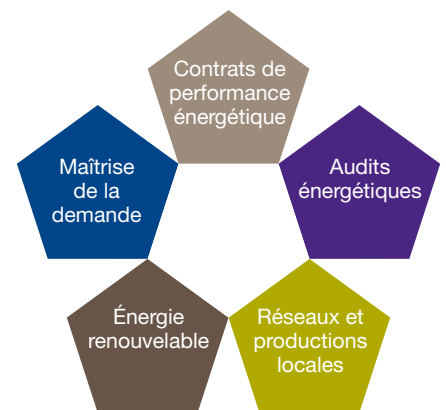 Contrats de
performance
énergétique
Maîtrise
de la
demande
Audits
énergétiques
Énergie
renouvelable
Réseaux et
productions
locales